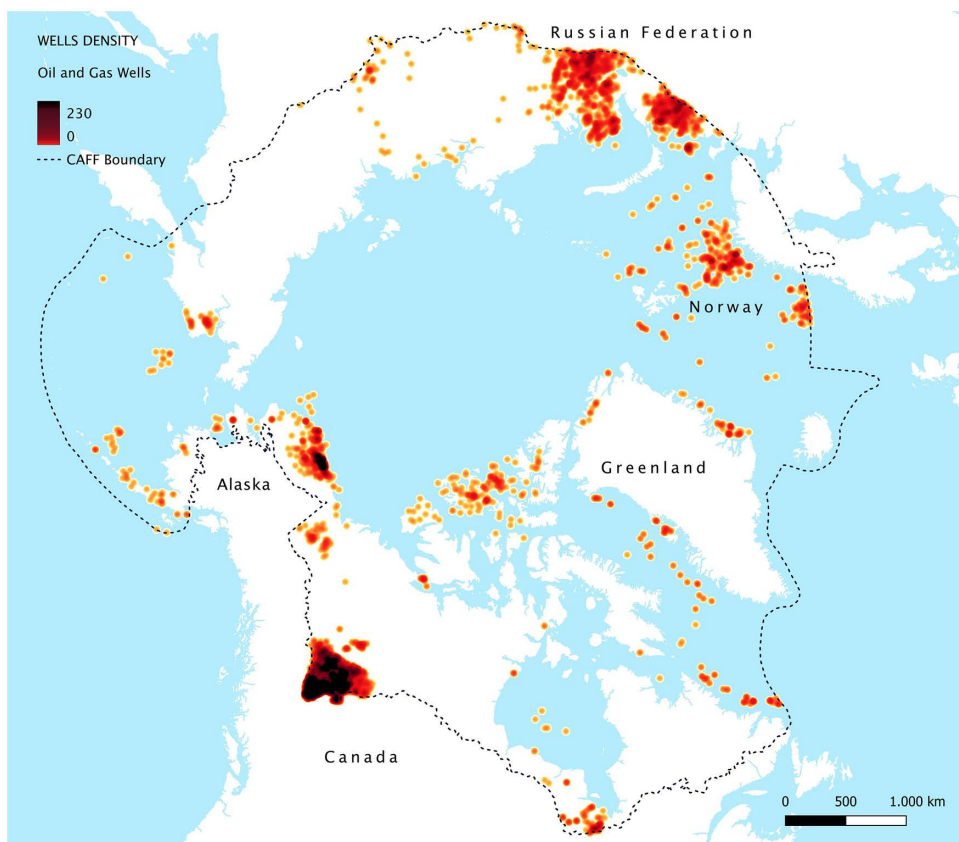 WELLS DENSITY
Oil and Gas Wells
230
0
CAFF Boundary
Russian Federation
Norway
Greenland
Alaska
Canada
0 500 1.000 km